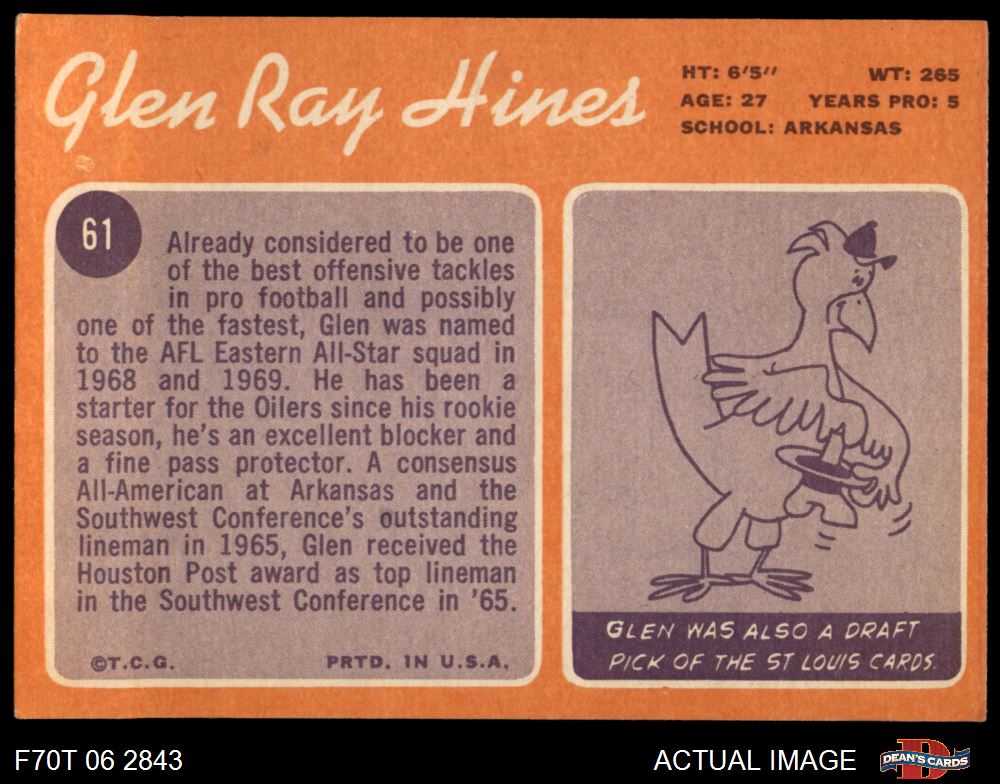 Glen Ray Hines
HT: 6'5" WT: 265
AGE: 27 YEARS PRO: 5
SCHOOL: ARKANSAS
61
Already considered to be one
of the best offensive tackles
in pro football and possibly
one of the fastest, Glen was named
to the AFL Eastern All-Star squad in
1968 and 1969. He has been a
starter for the Oilers since his rookie
season, he's an excellent blocker and
a fine pass protector. A consensus
All-American at Arkansas and the
Southwest Conference's outstanding
lineman in 1965, Glen received the
Houston Post award as top lineman
in the Southwest Conference in '65.
©T.C.G. PRTD. IN U.S.A.
GLEN WAS ALSO A DRAFT
PICK OF THE ST LOUIS CARDS.
F70T 06 2843 ACTUAL IMAGE DEAN'S CARDS